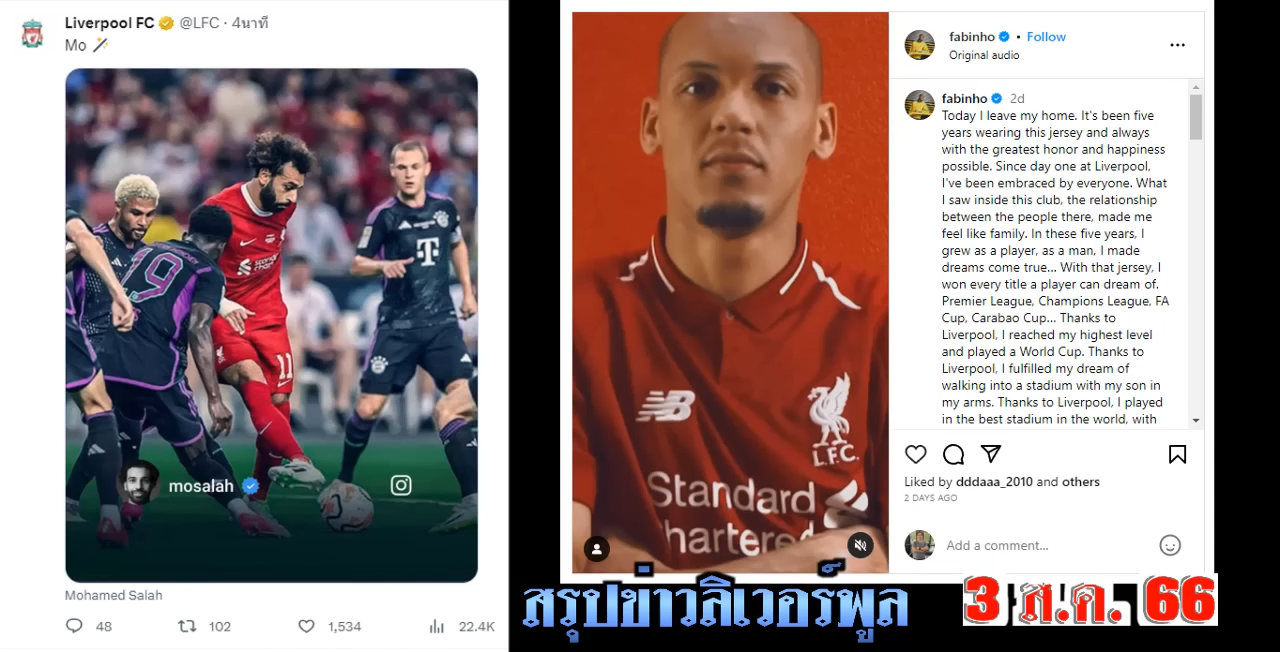 Liverpool FC @LFC · 4นาที
Mo
19
11
T
mosalah
Mohamed Salah
48
102
1,534
22.4K
NB
L.F.C.
Standard
Chartered
fabinho • Follow
Original audio
fabinho 2d
Today I leave my home. It's been five
years wearing this jersey and always
with the greatest honor and happiness
possible. Since day one at Liverpool,
I've been embraced by everyone. What
I saw inside this club, the relationship
between the people there, made me
feel like family. In these five years, I
grew as a player, as a man, I made
dreams come true... With that jersey, I
won every title a player can dream of.
Premier League, Champions League, FA
Cup, Carabao Cup... Thanks to
Liverpool, I reached my highest level
and played a World Cup. Thanks to
Liverpool, I fulfilled my dream of
walking into a stadium with my son in
my arms. Thanks to Liverpool, I played
in the best stadium in the world, with
Liked by dddaaa_2010 and others
2 DAYS AGO
Add a comment...
สรุปข่าวลิเวอร์พูล
3 ส.ค. 66